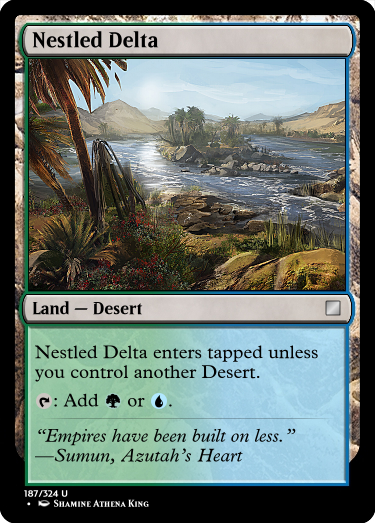 Nestled Delta
Land — Desert
Nestled Delta enters tapped unless
you control another Desert.
: Add or .
“Empires have been built on less.”
—Sumun, Azutah's Heart
187/324 U
• Shamine Athena King